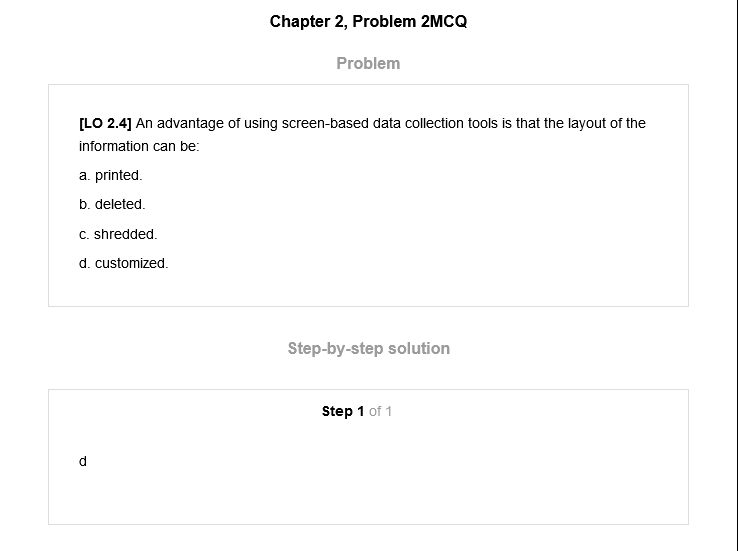 Chapter 2, Problem 2MCQ
Problem
[LO 2.4] An advantage of using screen-based data collection tools is that the layout of the
information can be:
a. printed.
b. deleted.
c. shredded.
d. customized.
Step-by-step solution
Step 1 of 1
d